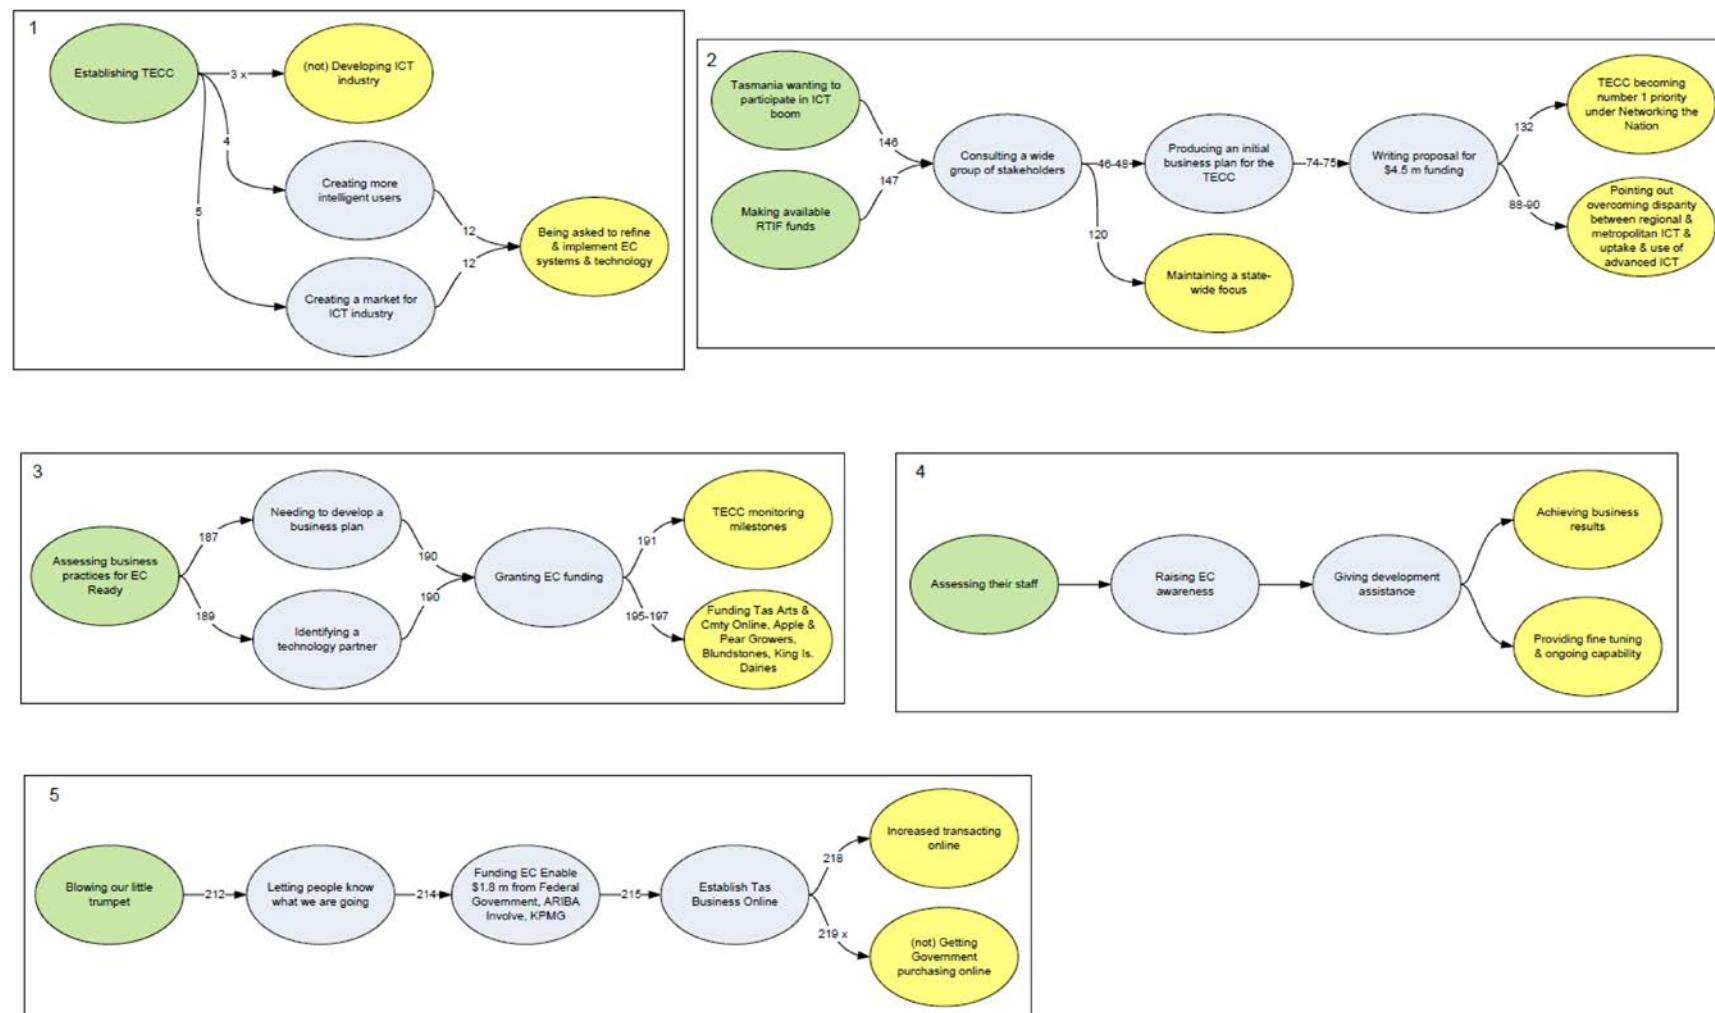 1
Establishing TECC
3 x
(not) Developing ICT
industry
4
Creating more
intelligent users
5
12
Being asked to refine
& implement EC
systems & technology
12
Creating a market for
ICT industry
2
Tasmania wanting to
participate in ICT
boom
146
Making available
RTIF funds
147
Consulting a wide
group of stakeholders
46-48
Producing an initial
business plan for the
TECC
74-75
Writing proposal for
$4.5 m funding
132
TECC becoming
number 1 priority
under Networking the
Nation
88-90
Pointing out
overcoming disparity
between regional &
metropolitan ICT &
uptake & use of
advanced ICT
120
Maintaining a state-
wide focus
3
Assessing business
practices for EC
Ready
187
Needing to develop a
business plan
190
189
Identifying a
technology partner
190
Granting EC funding
191
TECC monitoring
milestones
195-197
Funding Tas Arts &
Cmty Online, Apple &
Pear Growers,
Blundstones, King Is.
Dairies
4
Assessing their staff
Raising EC
awareness
Giving development
assistance
Achieving business
results
Providing fine tuning
& ongoing capability
5
Blowing our little
trumpet
212
Letting people know
what we are going
214
Funding EC Enable
$1.8 m from Federal
Government, ARIBA
Involve, KPMG
215
Establish Tas
Business Online
218
Increased transacting
online
219 x
(not) Getting
Government
purchasing online